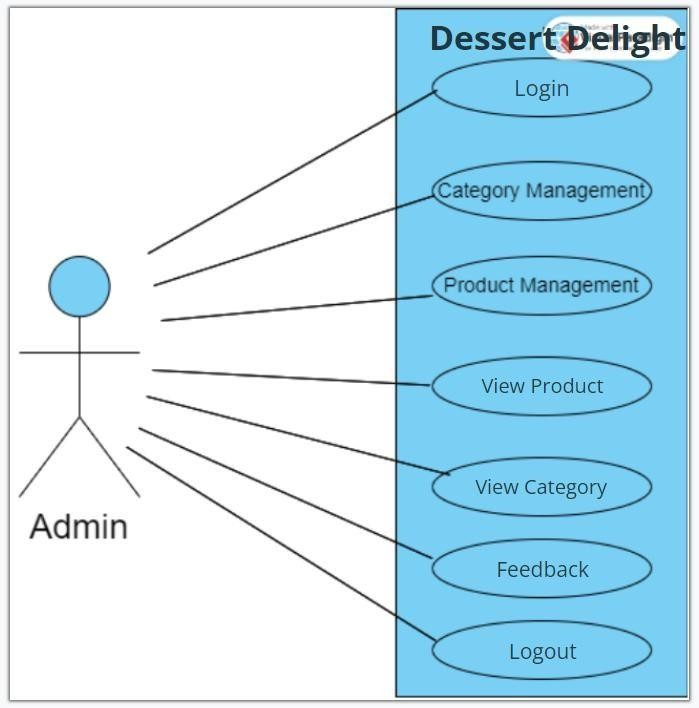 Dessert Delight
Login
Category Management
Product Management
View Product
View Category
Feedback
Logout
Admin